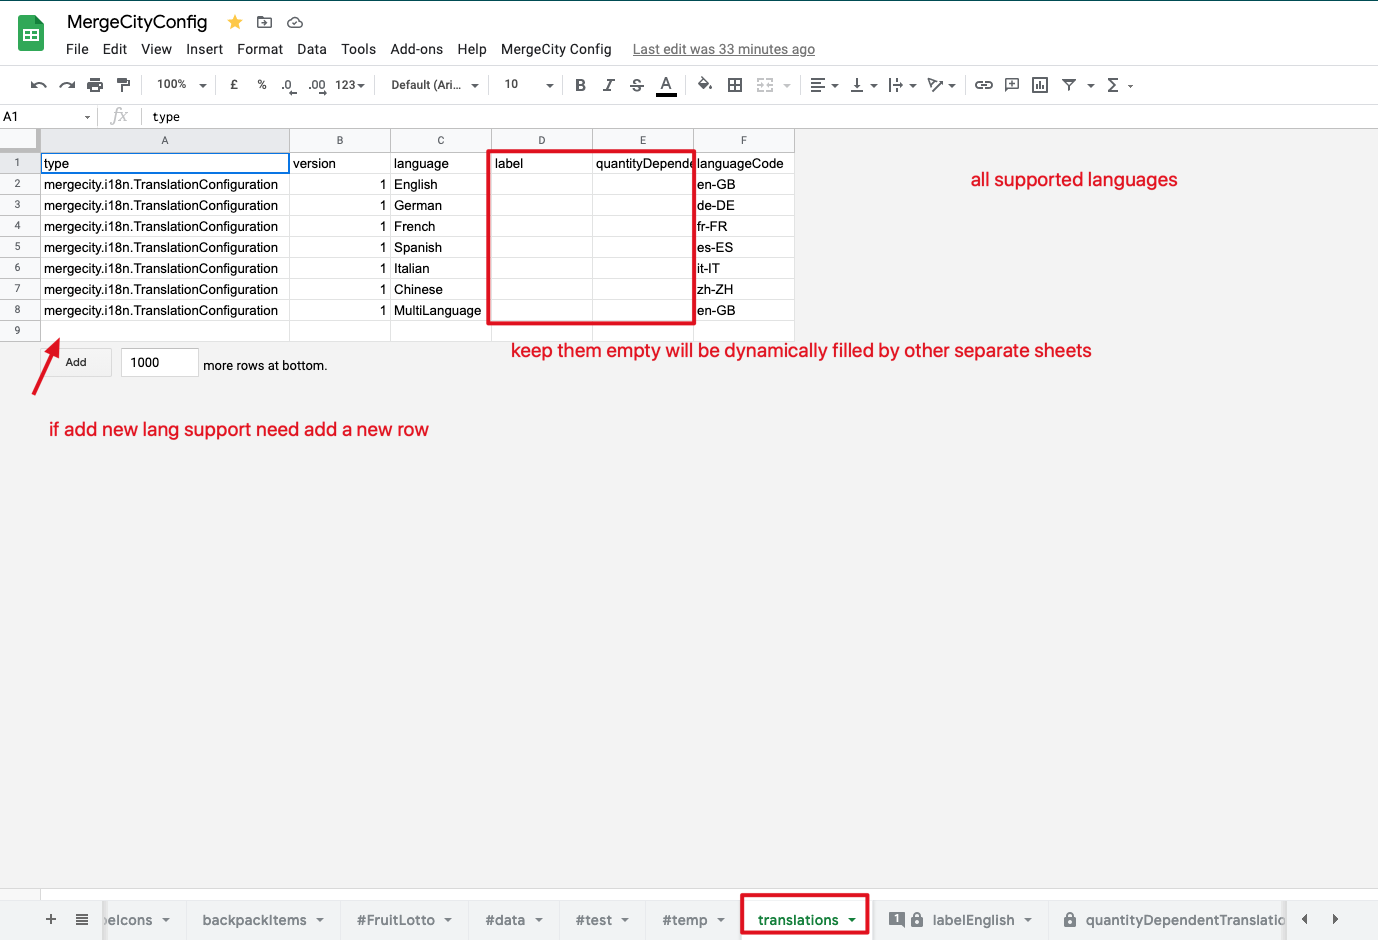 MergeCityConfig
File Edit View Insert Format Data Tools Add-ons Help MergeCity Config Last edit was 33 minutes ago
100% £ % .0 .00 123 Default (Ari... 10 B I S A Σ
A1 fx type
A B C D E F
1 type version language label quantityDepende languageCode
all supported languages
2 mergecity.i18n.TranslationConfiguration 1 English en-GB
3 mergecity.i18n.TranslationConfiguration 1 German de-DE
4 mergecity.i18n.TranslationConfiguration 1 French fr-FR
5 mergecity.i18n.TranslationConfiguration 1 Spanish es-ES
6 mergecity.i18n.TranslationConfiguration 1 Italian it-IT
7 mergecity.i18n.TranslationConfiguration 1 Chinese zh-ZH
8 mergecity.i18n.TranslationConfiguration 1 MultiLanguage en-GB
9
keep them empty will be dynamically filled by other separate sheets
Add 1000 more rows at bottom.
if add new lang support need add a new row
+ elcons backpackItems #FruitLotto #data #test #temp translations 1 labelEnglish quantityDependentTranslatio